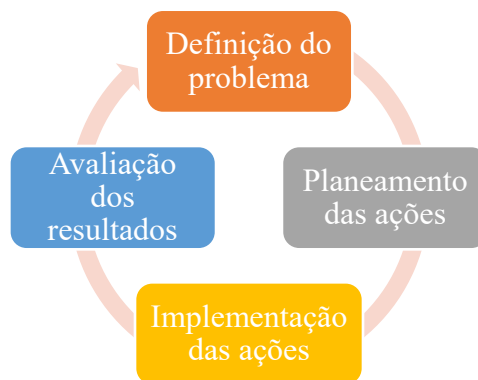 Definição do
problema
Planeamento
das ações
Implementação
das ações
Avaliação
dos
resultados